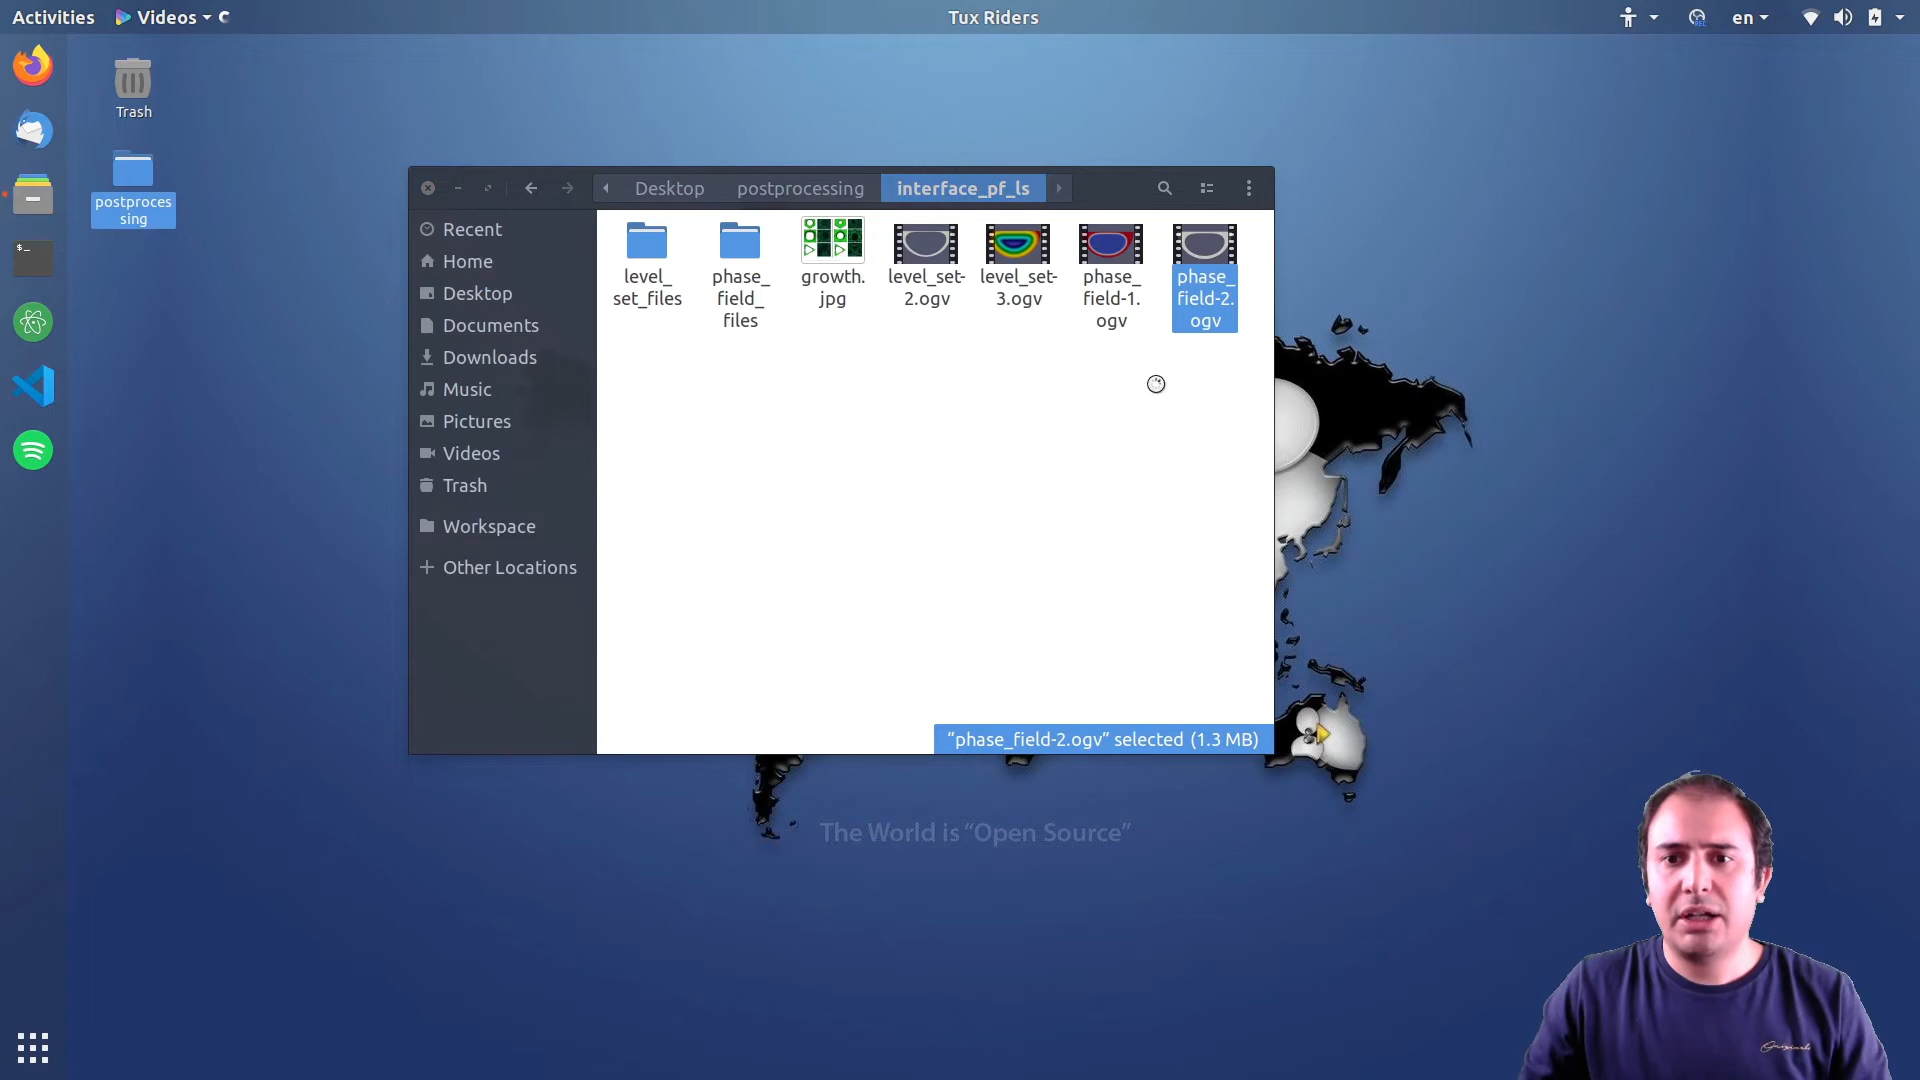 Activities
Videos
Tux Riders
en
Trash
postproces
sing
Desktop
postprocessing
interface_pf_ls
Recent
Home
Desktop
Documents
Downloads
Music
Pictures
Videos
Trash
Workspace
Other Locations
level_
set_files
phase_
field_
files
growth.
jpg
level_set-
2.ogv
level_set-
3.ogv
phase_
field-1.
ogv
phase_
field-2.
ogv
“phase_field-2.ogv” selected (1.3 MB)
The World is “Open Source”